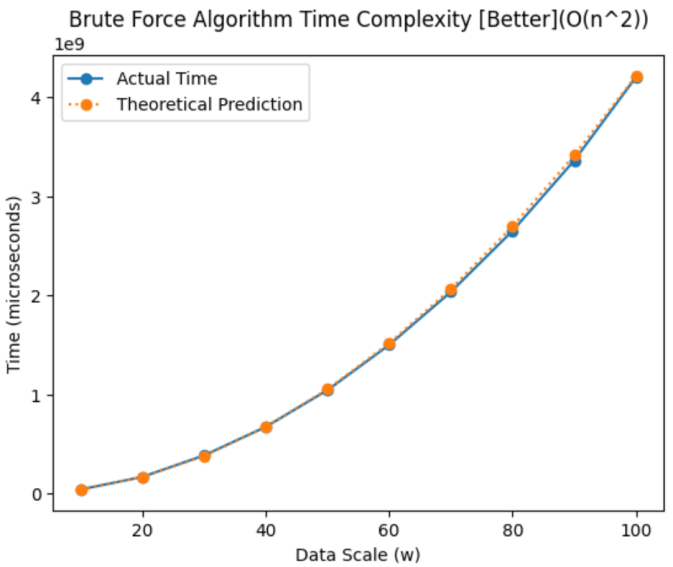 Brute Force Algorithm Time Complexity [Better](O(n^2))
1e9
Actual Time
Theoretical Prediction
4
3
2
1
0
Time (microseconds)
20 40 60 80 100
Data Scale (w)